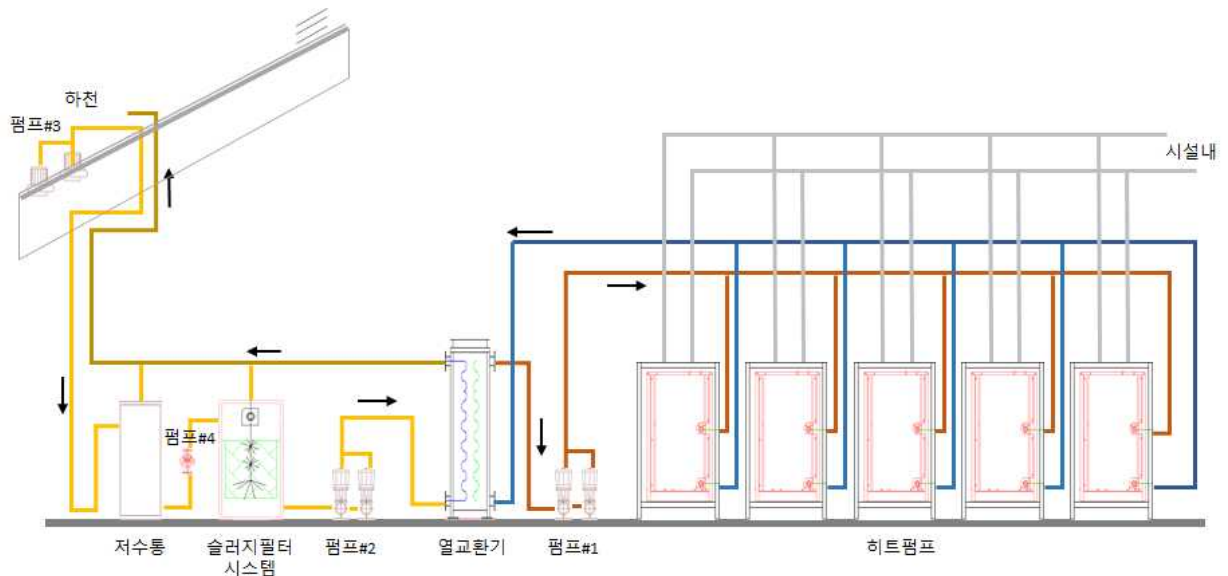 하천
펌프#3
시설내
펌프#4
저수통
슬러지필터
시스템
펌프#2
열교환기
펌프#1
히트펌프